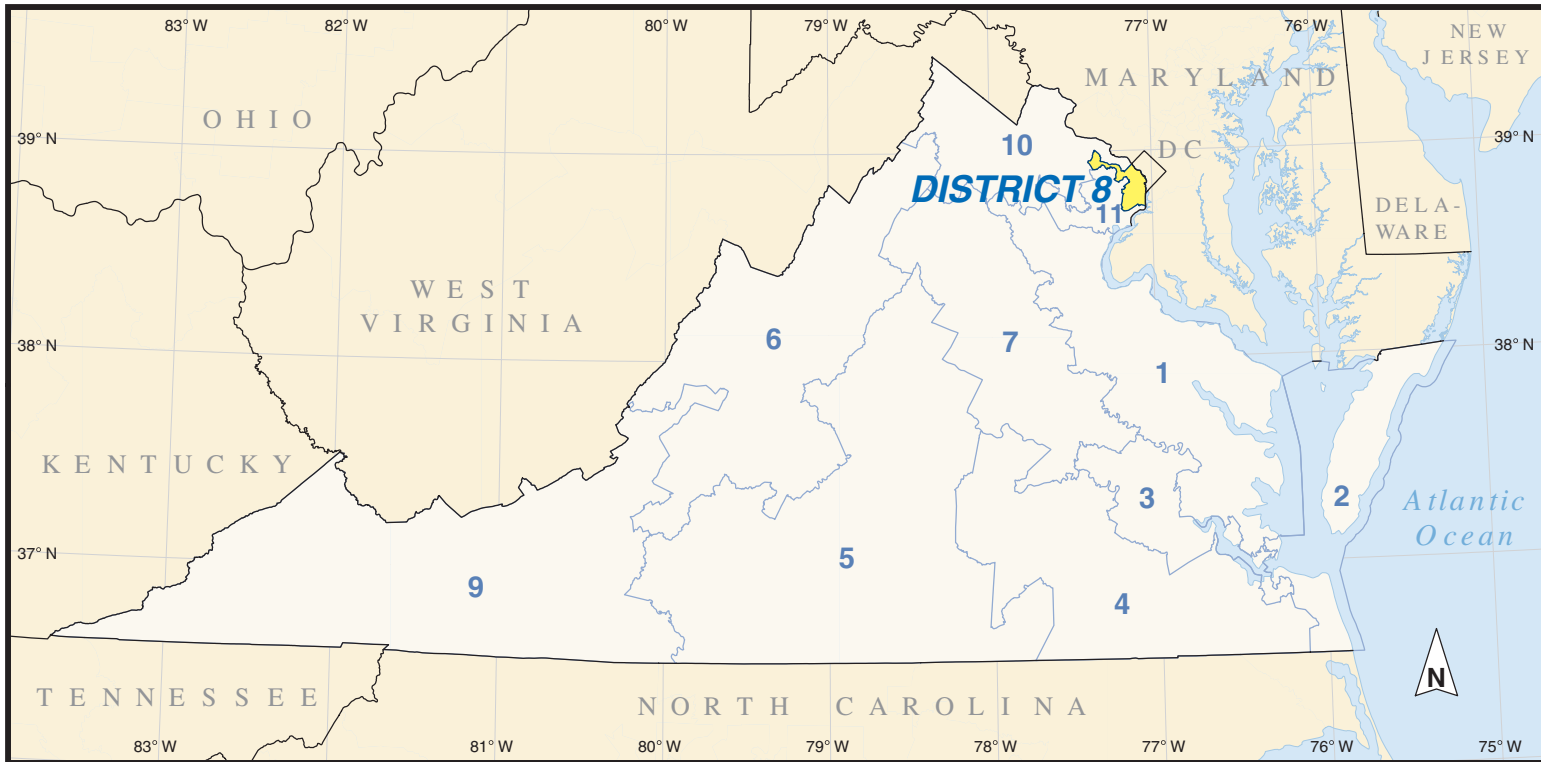 83° W
82° W
80° W
79° W
77° W
76° W
NEW
JERSEY
MARYLAND
OHIO
39° N
39° N
10
DC
DISTRICT 8
11
DELA-
WARE
WEST
VIRGINIA
6
7
38° N
38° N
1
KENTUCKY
3
2
Atlantic
Ocean
37° N
37° N
5
9
4
N
TENNESSEE
NORTH CAROLINA
83° W
81° W
80° W
79° W
78° W
77° W
76° W
75° W